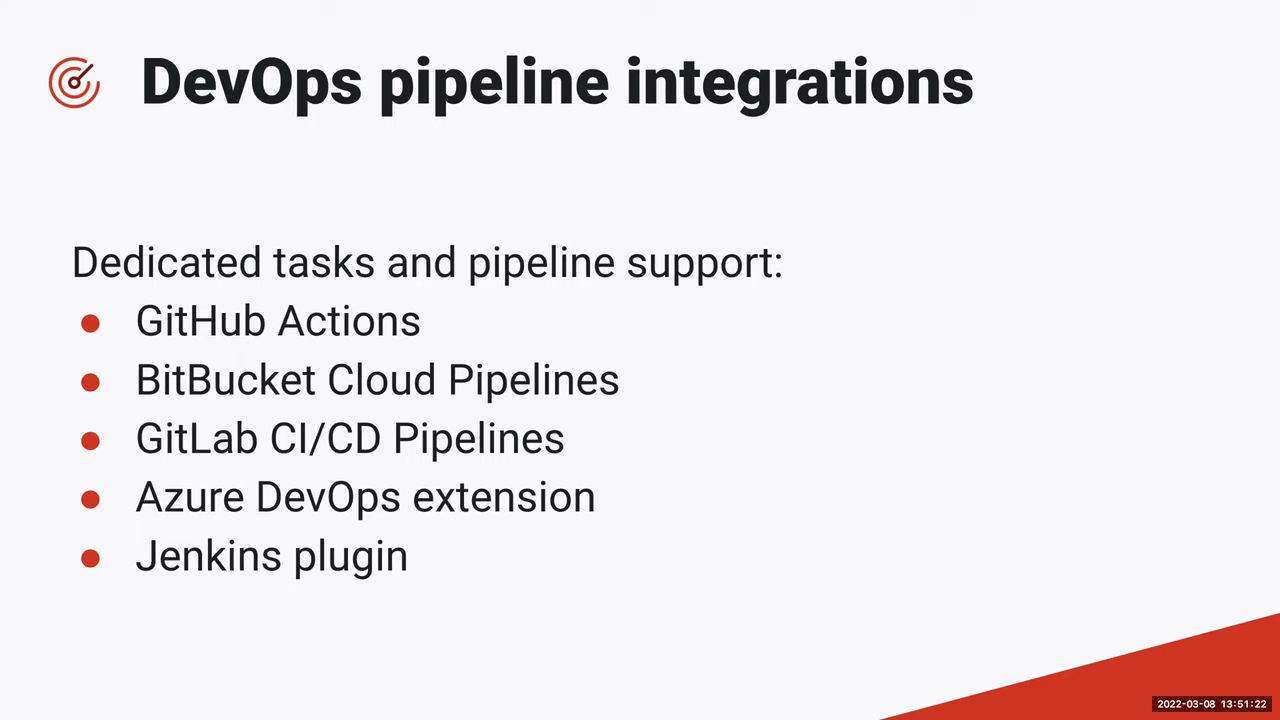 DevOps pipeline integrations
Dedicated tasks and pipeline support:
● GitHub Actions
● BitBucket Cloud Pipelines
● GitLab CI/CD Pipelines
● Azure DevOps extension
● Jenkins plugin
2022-03-08 13:51:22